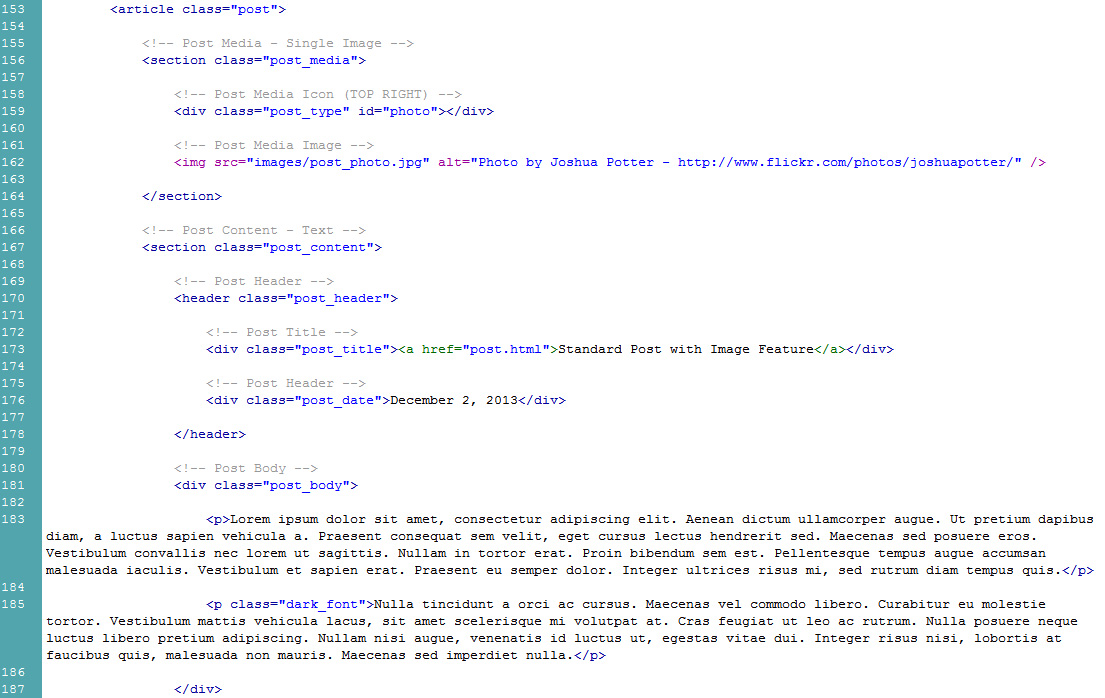 153 <article class="post">
154
155 <!-- Post Media - Single Image -->
156 <section class="post_media">
157
158 <!-- Post Media Icon (TOP RIGHT) -->
159 <div class="post_type" id="photo"></div>
160
161 <!-- Post Media Image -->
162 <img src="images/post_photo.jpg" alt="Photo by Joshua Potter - http://www.flickr.com/photos/joshuapotter/" />
163
164 </section>
165
166 <!-- Post Content - Text -->
167 <section class="post_content">
168
169 <!-- Post Header -->
170 <header class="post_header">
171
172 <!-- Post Title -->
173 <div class="post_title"><a href="post.html">Standard Post with Image Feature</a></div>
174
175 <!-- Post Header -->
176 <div class="post_date">December 2, 2013</div>
177
178 </header>
179
180 <!-- Post Body -->
181 <div class="post_body">
182
183 <p>Lorem ipsum dolor sit amet, consectetur adipiscing elit. Aenean dictum ullamcorper augue. Ut pretium dapibus
diam, a luctus sapien vehicula a. Praesent consequat sem velit, eget cursus lectus hendrerit sed. Maecenas sed posuere eros.
Vestibulum convallis nec lorem ut sagittis. Nullam in tortor erat. Proin bibendum sem est. Pellentesque tempus augue accumsan
malesuada iaculis. Vestibulum et sapien erat. Praesent eu semper dolor. Integer ultrices risus mi, sed rutrum diam tempus quis.</p>
184
185 <p class="dark_font">Nulla tincidunt a orci ac cursus. Maecenas vel commodo libero. Curabitur eu molestie
tortor. Vestibulum mattis vehicula lacus, sit amet scelerisque mi volutpat at. Cras feugiat ut leo ac rutrum. Nulla posuere neque
luctus libero pretium adipiscing. Nullam nisi augue, venenatis id luctus ut, egestas vitae dui. Integer risus nisi, lobortis at
faucibus quis, malesuada non mauris. Maecenas sed imperdiet nulla.</p>
186
187 </div>